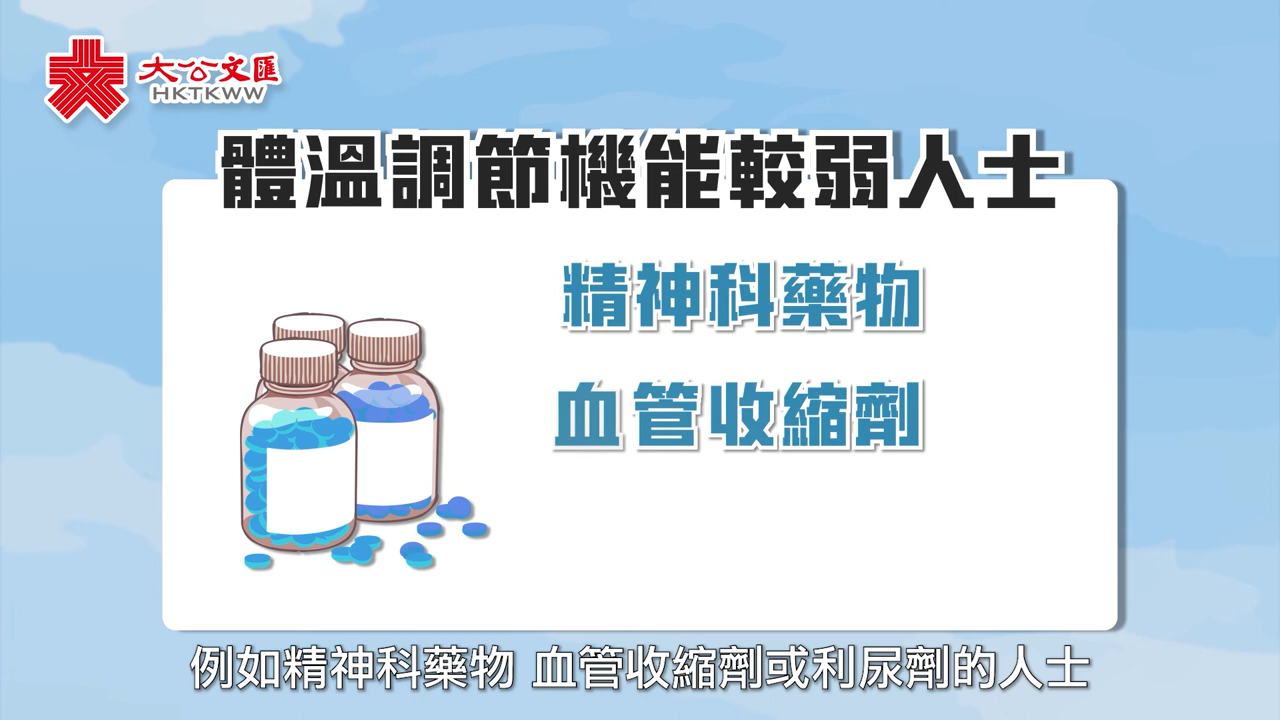 大公文匯
HKTKWW
體溫調節機能較弱人士
精神科藥物
血管收縮劑
例如精神科藥物 血管收縮劑或利尿劑的人士